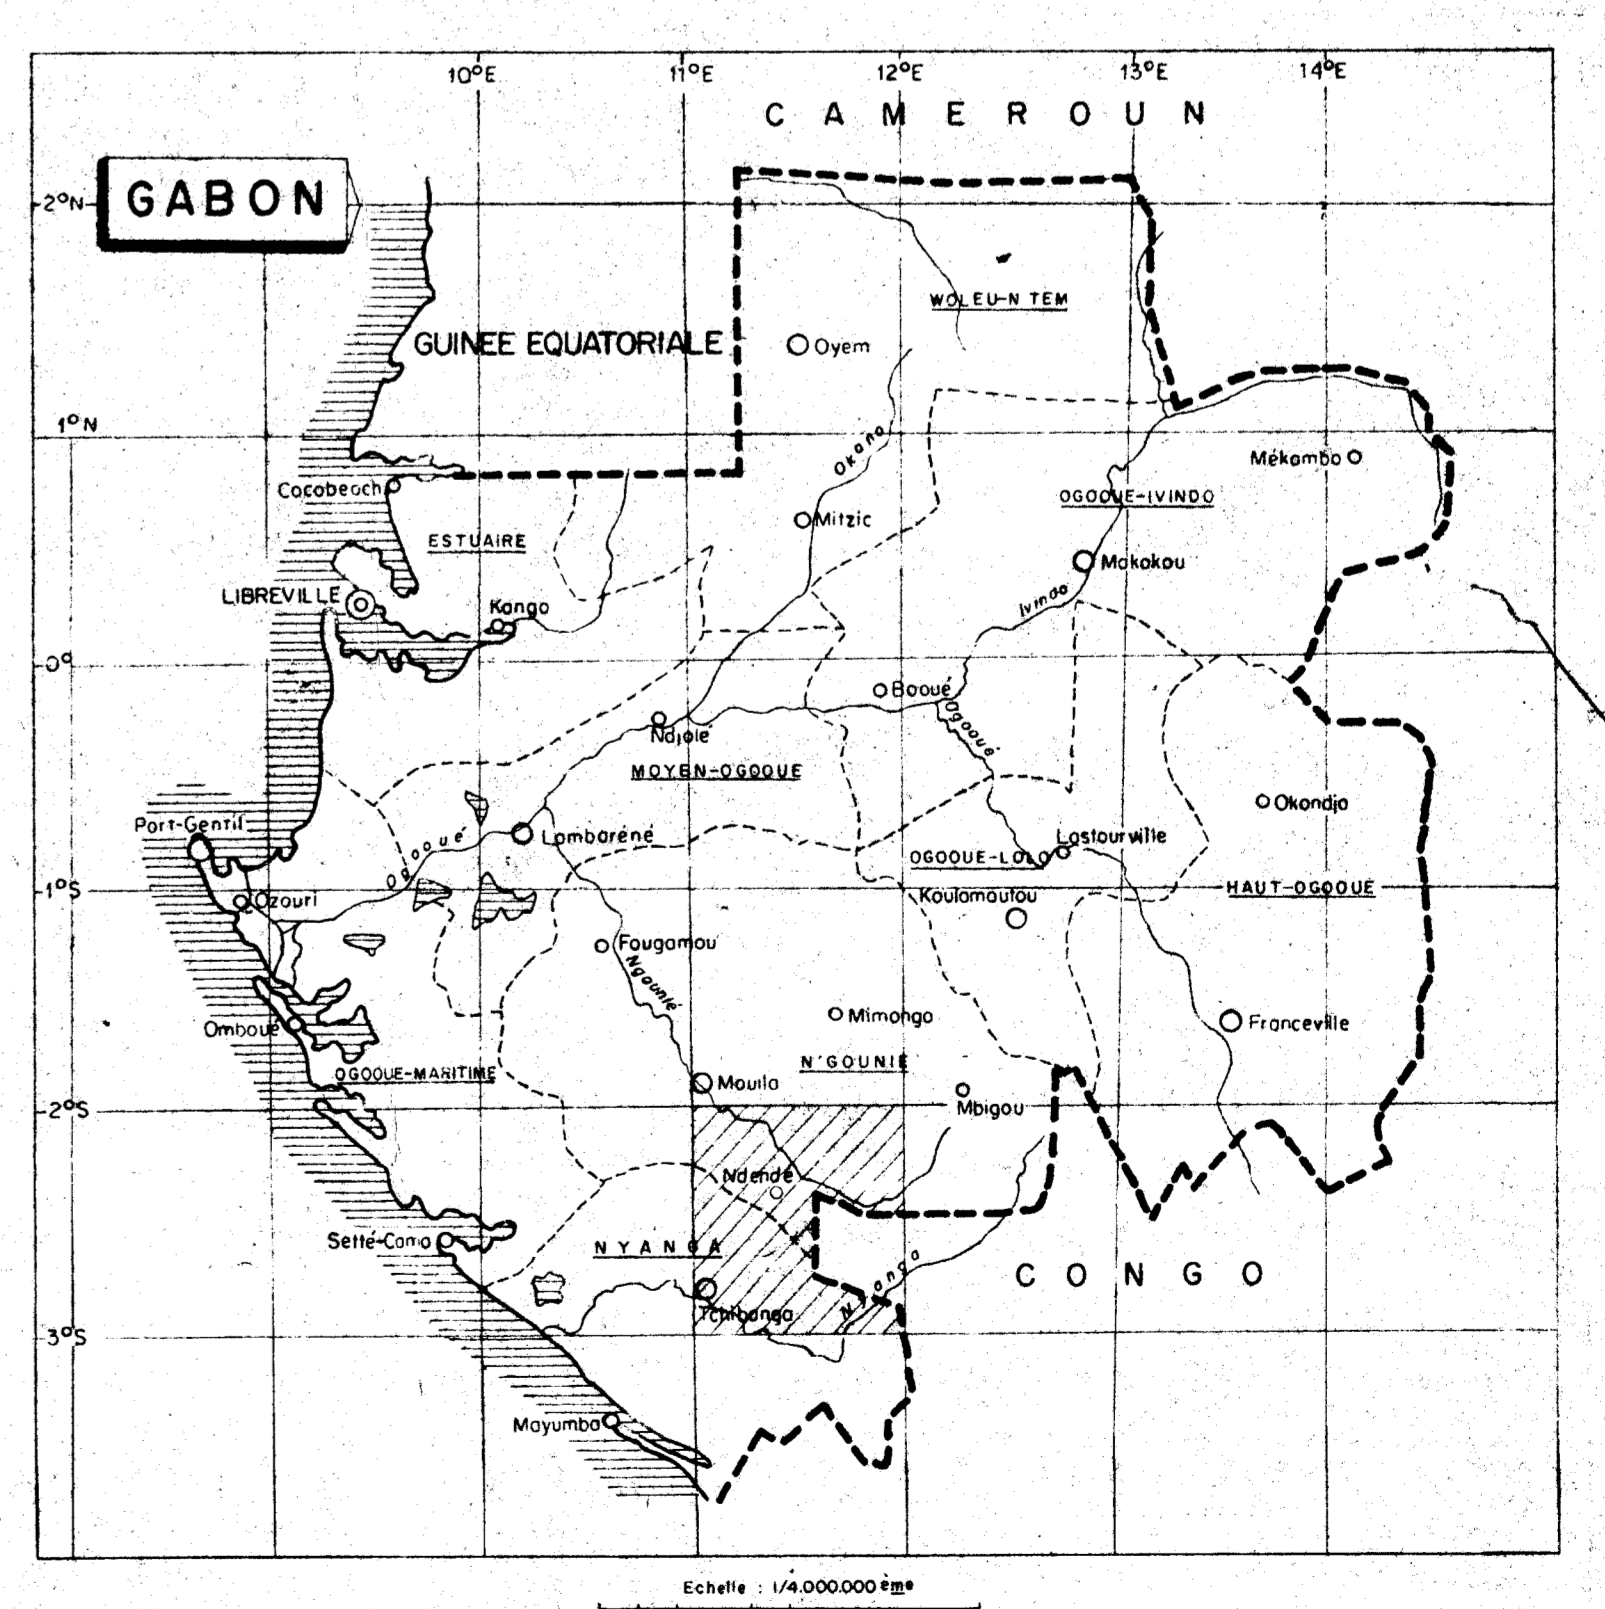 10°E 11°E 12°E 13°E 14°E
CAMEROUN
GABON
2°N
WOLEU-NTEM
GUINEE EQUATORIALE
Oyem
1°N
Okano
Mékambo
Cocobeach
OGOOUE-IVINDO
Mitzic
ESTUAIRE
Makokou
LIBREVILLE
Kango
Ivindo
0°
Booué
Ogooué
Ndjolé
MOYEN-OGOOUE
Okondja
Port-Gentil
Lambaréné
Ogooué
Lastourville
OGOOUE-LOLO
1°S
HAUT-OGOOUE
Ozouri
Koulamoutou
Fougamou
Ngounié
Mimongo
Franceville
Omboué
N'GOUNIE
OGOOUE-MARITIME
Mouila
Mbigou
2°S
Ndendé
Setté-Cama
NYANGA
Nyanga
CONGO
Tchibanga
3°S
Mayumba
Echelle : 1/4.000.000 ème